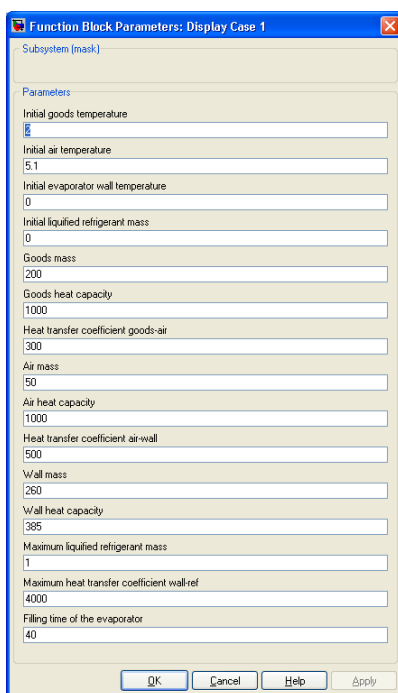 Function Block Parameters: Display Case 1
Subsystem (mask)
Parameters
Initial goods temperature
2
Initial air temperature
5.1
Initial evaporator wall temperature
0
Initial liquified refrigerant mass
0
Goods mass
200
Goods heat capacity
1000
Heat transfer coefficient goods-air
300
Air mass
50
Air heat capacity
1000
Heat transfer coefficient air-wall
500
Wall mass
260
Wall heat capacity
385
Maximum liquified refrigerant mass
1
Maximum heat transfer coefficient wall-ref
4000
Filling time of the evaporator
40
OK Cancel Help Apply